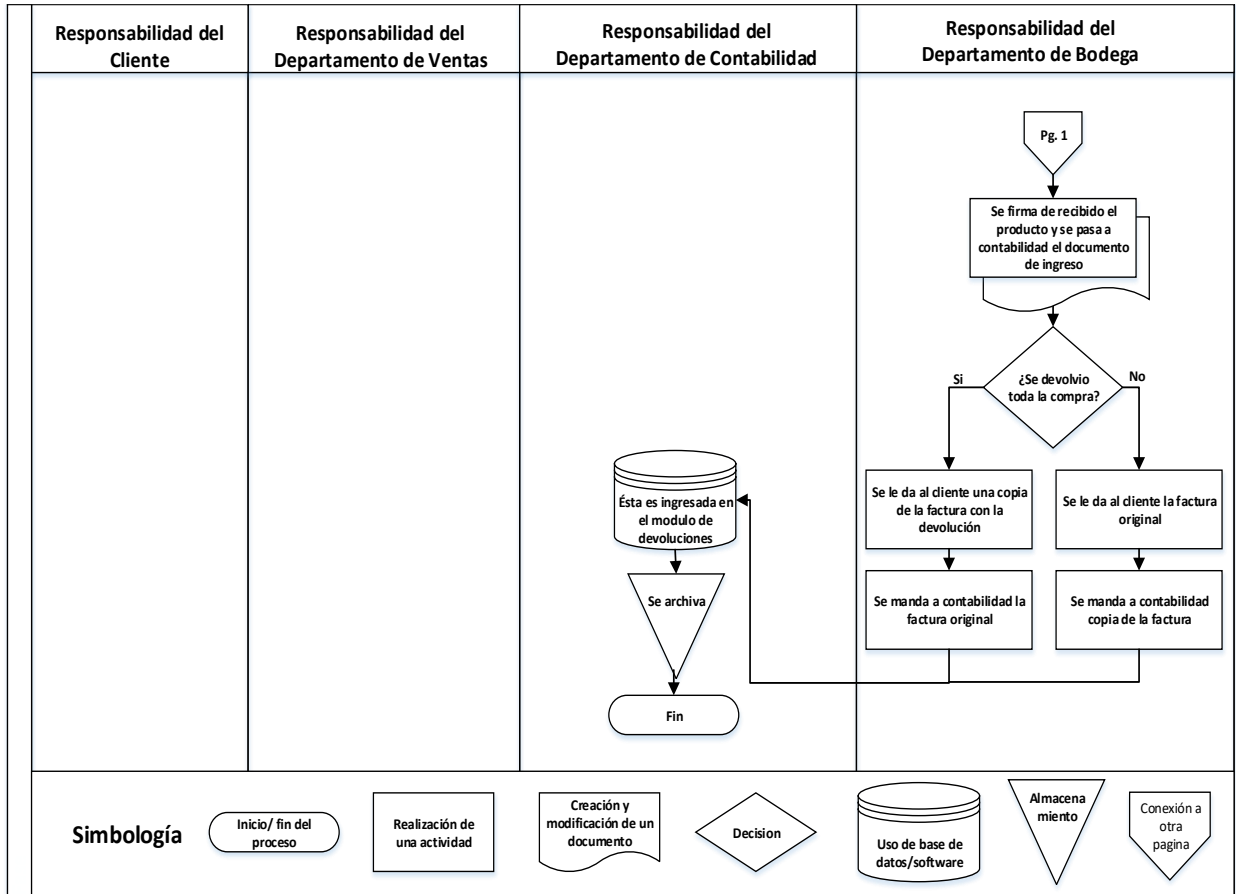 Responsabilidad del
Cliente
Responsabilidad del
Departamento de Ventas
Responsabilidad del
Departamento de Contabilidad
Responsabilidad del
Departamento de Bodega
Pg. 1
Se firma de recibido el
producto y se pasa a
contabilidad el documento
de ingreso
¿Se devolvio
toda la compra?
Si
No
Se le da al cliente una copia
de la factura con la
devolución
Se le da al cliente la factura
original
Se manda a contabilidad la
factura original
Se manda a contabilidad
copia de la factura
Ésta es ingresada en
el modulo de
devoluciones
Se archiva
Fin
Simbología
Inicio/ fin del
proceso
Realización de
una actividad
Creación y
modificación de un
documento
Decision
Uso de base de
datos/software
Almacena
miento
Conexión a
otra
pagina